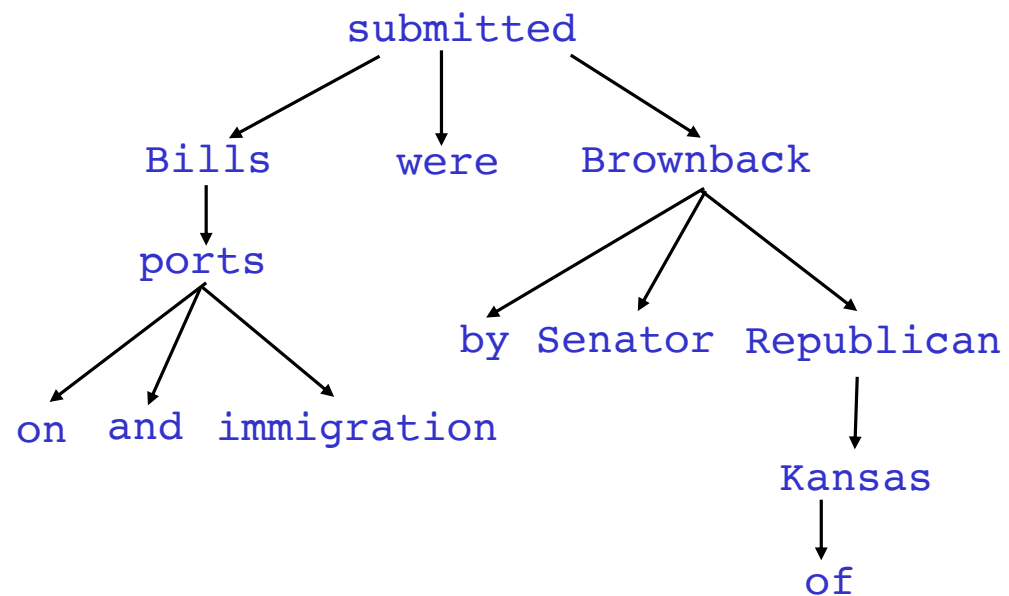 submitted
Bills were Brownback
ports
by Senator Republican
on and immigration
Kansas
of